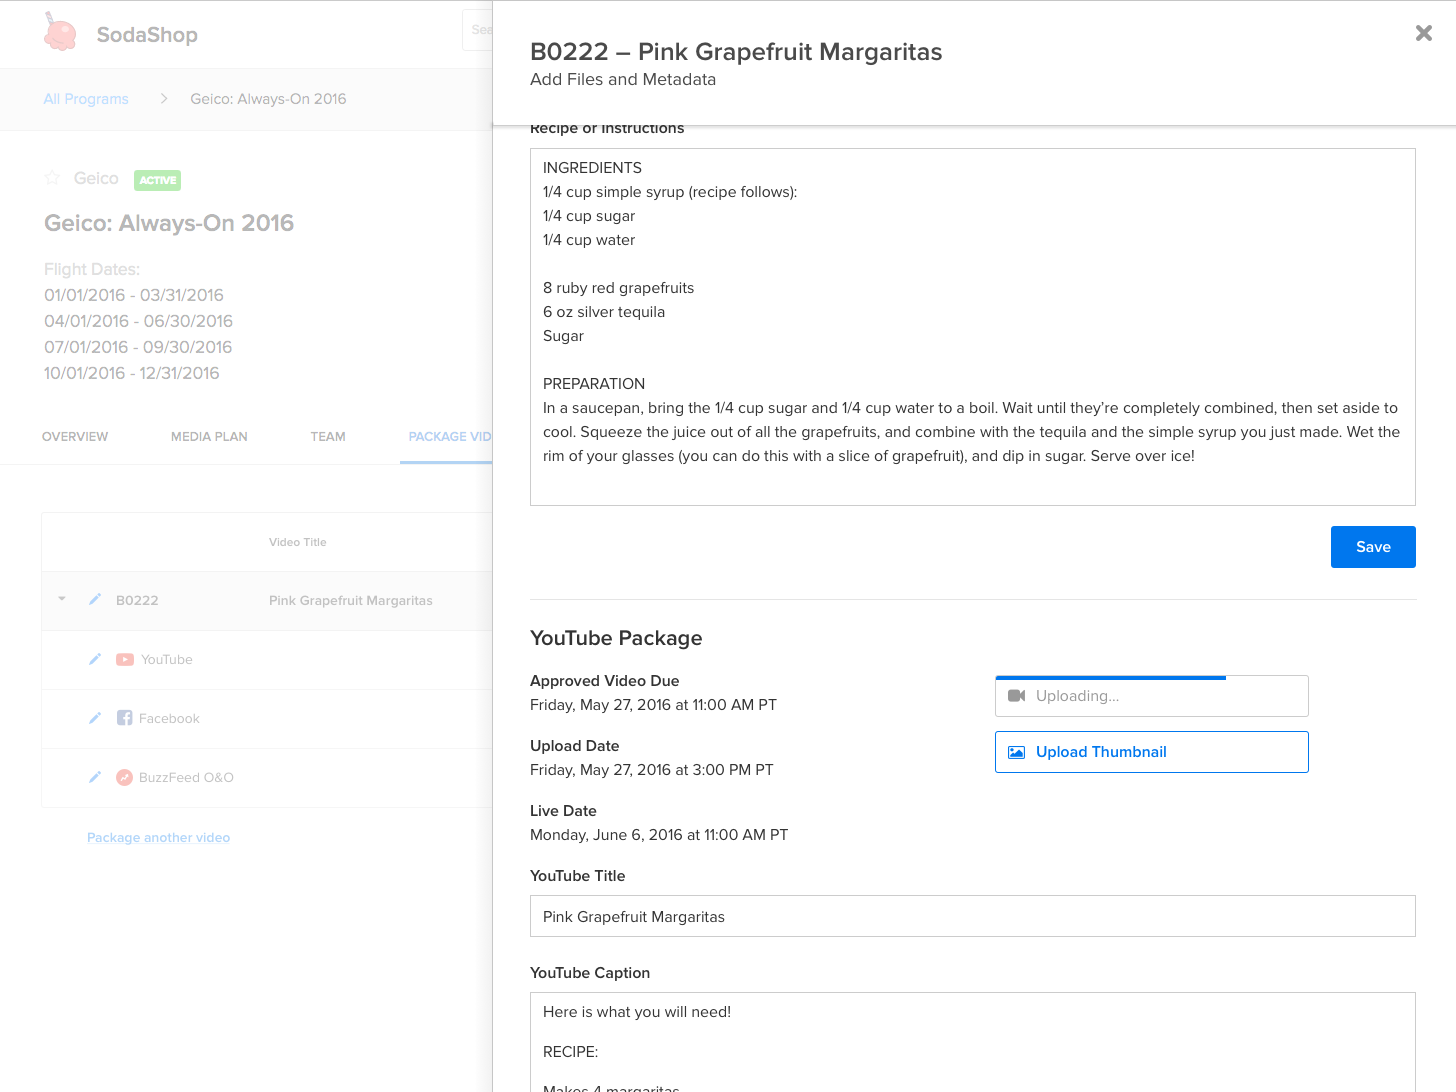 SodaShop
Sea
All Programs
Geico: Always-On 2016
Geico
ACTIVE
Geico: Always-On 2016
Flight Dates:
01/01/2016 - 03/31/2016
04/01/2016 - 06/30/2016
07/01/2016 - 09/30/2016
10/01/2016 - 12/31/2016
OVERVIEW
MEDIA PLAN
TEAM
PACKAGE VID
Video Title
B0222
Pink Grapefruit Margaritas
YouTube
Facebook
BuzzFeed O&O
Package another video
B0222 – Pink Grapefruit Margaritas
Add Files and Metadata
Recipe or Instructions
INGREDIENTS
1/4 cup simple syrup (recipe follows):
1/4 cup sugar
1/4 cup water
8 ruby red grapefruits
6 oz silver tequila
Sugar
PREPARATION
In a saucepan, bring the 1/4 cup sugar and 1/4 cup water to a boil. Wait until they’re completely combined, then set aside to
cool. Squeeze the juice out of all the grapefruits, and combine with the tequila and the simple syrup you just made. Wet the
rim of your glasses (you can do this with a slice of grapefruit), and dip in sugar. Serve over ice!
Save
YouTube Package
Approved Video Due
Friday, May 27, 2016 at 11:00 AM PT
Upload Date
Friday, May 27, 2016 at 3:00 PM PT
Live Date
Monday, June 6, 2016 at 11:00 AM PT
Uploading...
Upload Thumbnail
YouTube Title
Pink Grapefruit Margaritas
YouTube Caption
Here is what you will need!
RECIPE:
Makes 4 margaritas